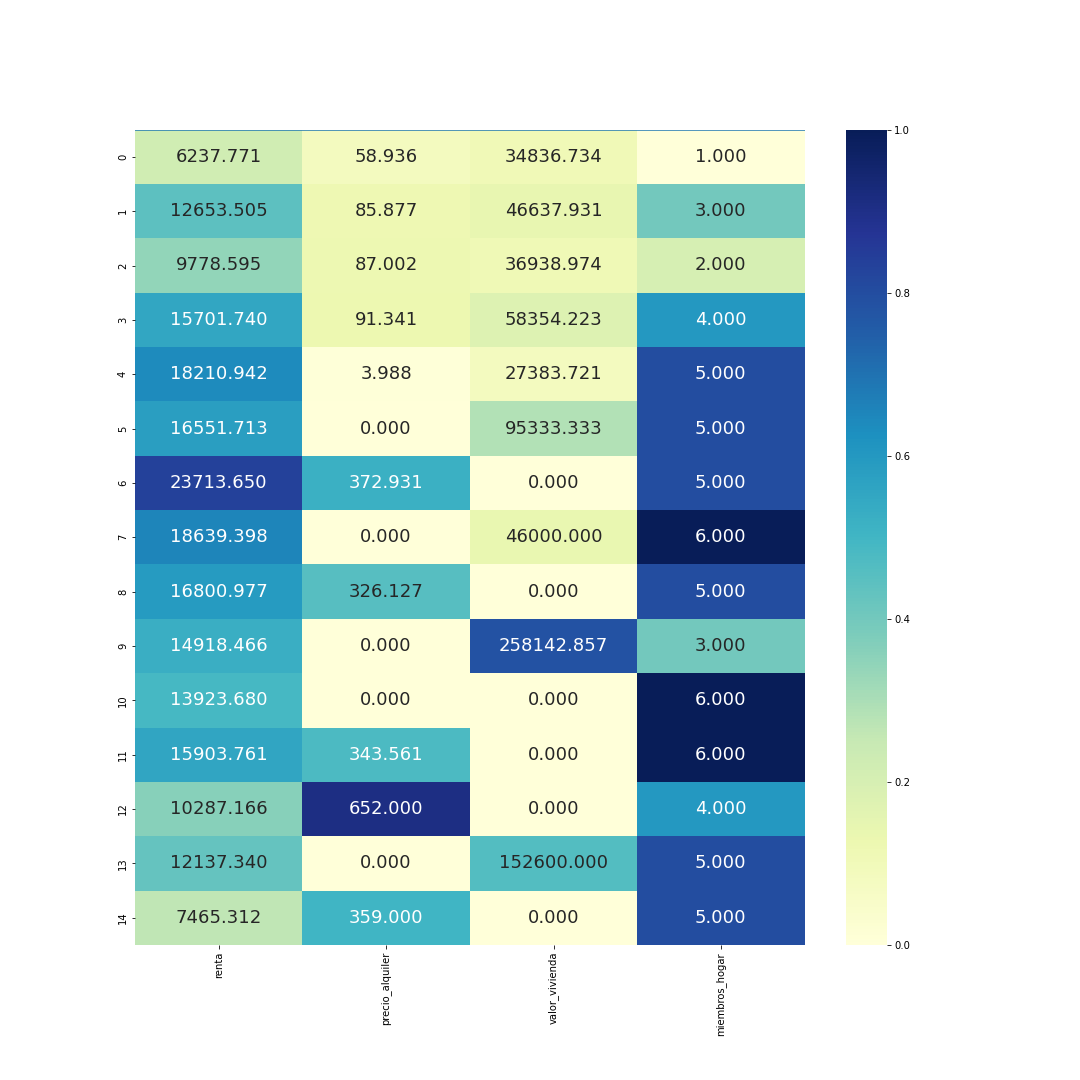 0 6237.771 58.936 34836.734 1.000
1 12653.505 85.877 46637.931 3.000
2 9778.595 87.002 36938.974 2.000
3 15701.740 91.341 58354.223 4.000
4 18210.942 3.988 27383.721 5.000
5 16551.713 0.000 95333.333 5.000
6 23713.650 372.931 0.000 5.000
7 18639.398 0.000 46000.000 6.000
8 16800.977 326.127 0.000 5.000
9 14918.466 0.000 258142.857 3.000
10 13923.680 0.000 0.000 6.000
11 15903.761 343.561 0.000 6.000
12 10287.166 652.000 0.000 4.000
13 12137.340 0.000 152600.000 5.000
14 7465.312 359.000 0.000 5.000
renta precio_alquiler valor_vivienda miembros_hogar
1.0
0.8
0.6
0.4
0.2
0.0